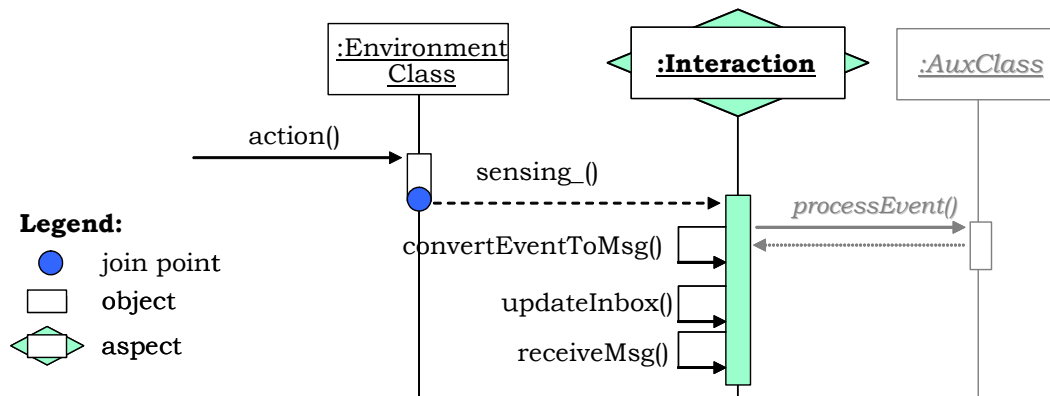 :Environment
Class
:Interaction
:AuxClass
action()
sensing_()
processEvent()
convertEventToMsg()
updateInbox()
receiveMsg()
Legend:
join point
object
aspect